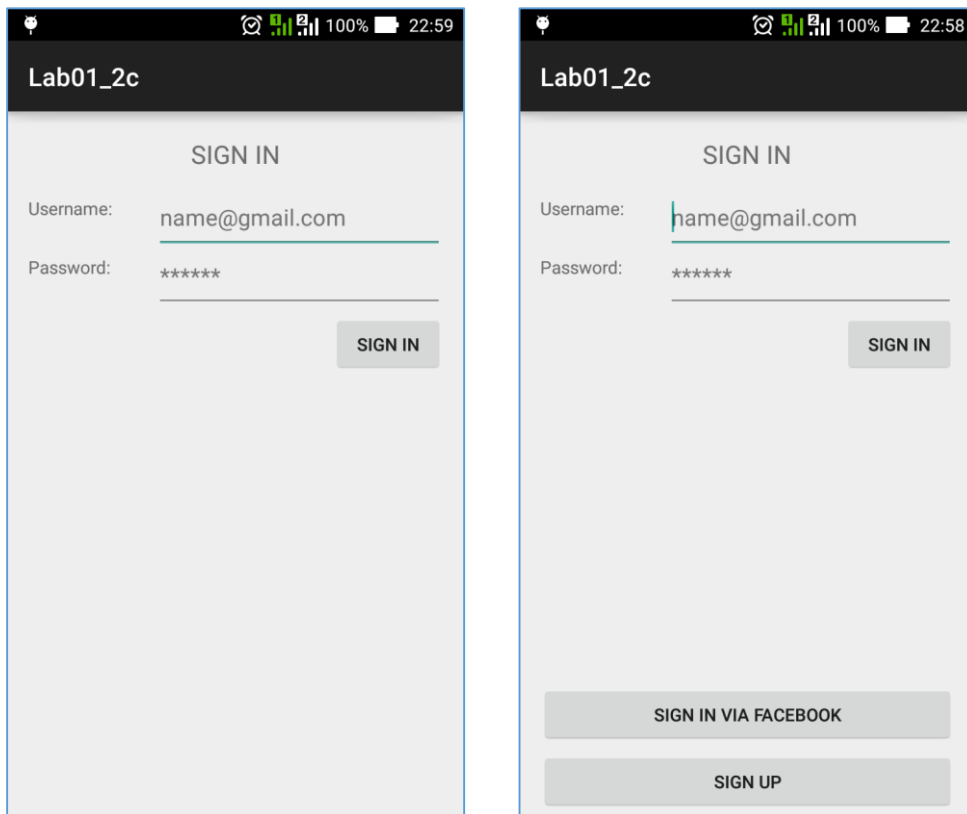 100% 22:59
Lab01_2c
SIGN IN
Username: name@gmail.com
Password: ******
SIGN IN
100% 22:58
Lab01_2c
SIGN IN
Username: name@gmail.com
Password: ******
SIGN IN
SIGN IN VIA FACEBOOK
SIGN UP